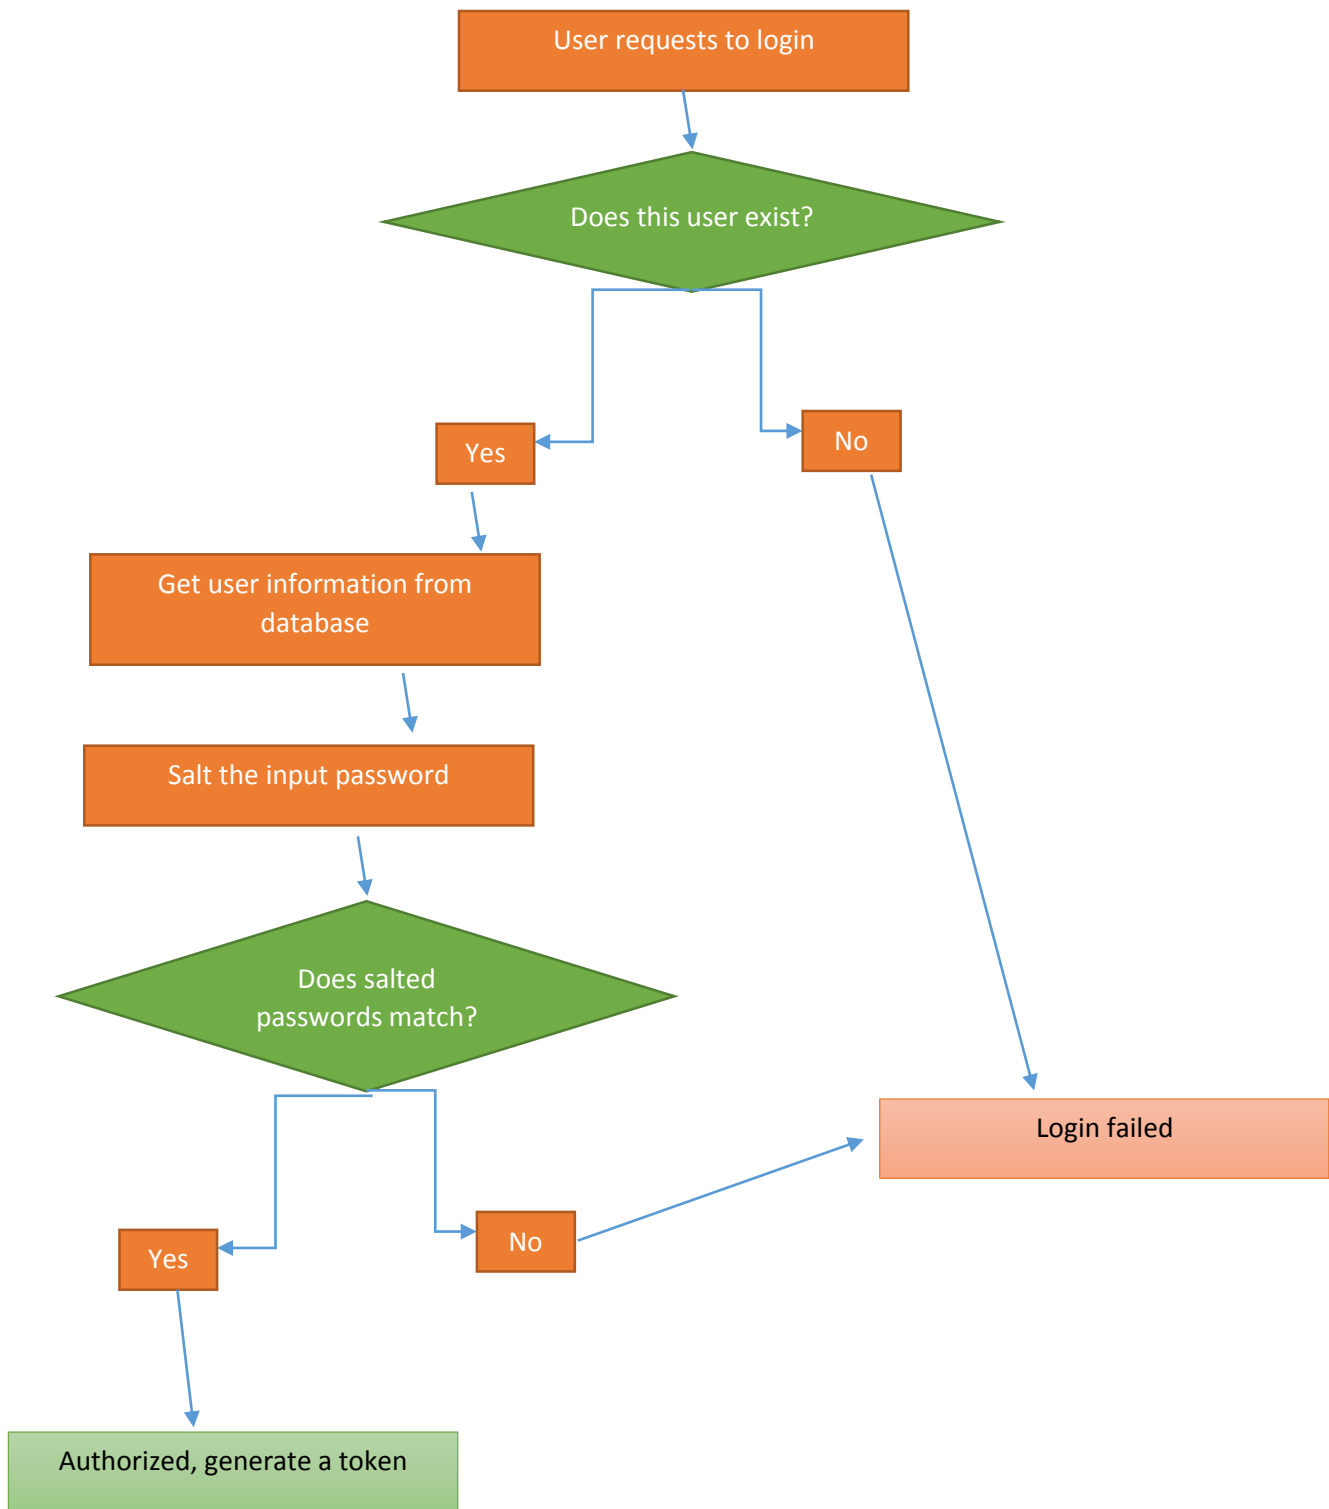 User requests to login
Does this user exist?
Yes
No
Get user information from
database
Salt the input password
Does salted
passwords match?
Login failed
Yes
No
Authorized, generate a token